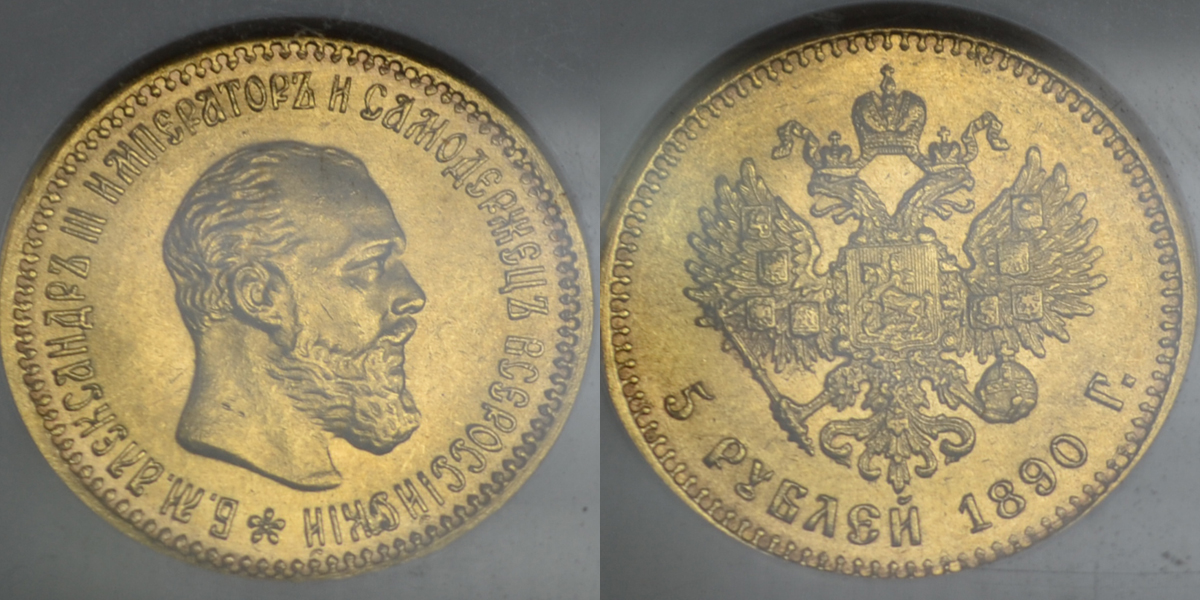 Б.М.АЛЕКСАНДРЪ III ИМПЕРАТОРЪ И САМОДЕРЖЕЦЪ ВСЕРОССІЙСКІЙ
5 РУБЛЕЙ 1890 Г.